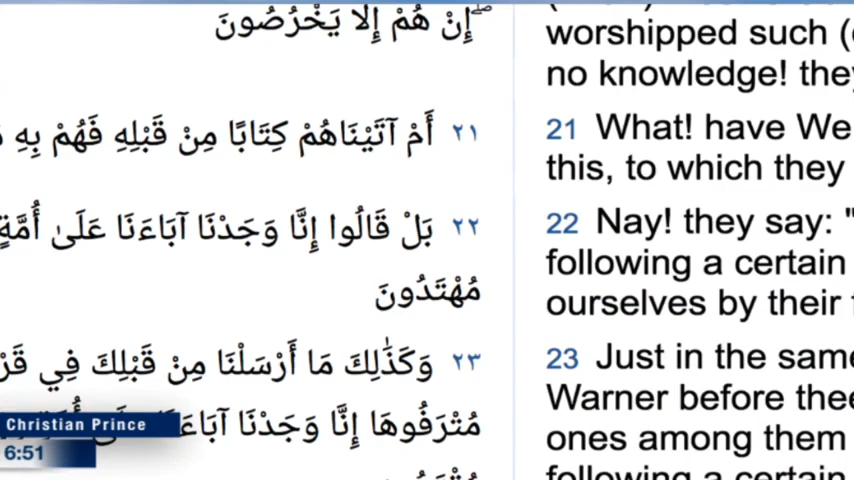 إِنْ هُمْ إِلَّا يَخْرُصُونَ
٢١ أَمْ آتَيْنَاهُمْ كِتَابًا مِنْ قَبْلِهِ فَهُمْ بِهِ
٢٢ بَلْ قَالُوا إِنَّا وَجَدْنَا آبَاءَنَا عَلَىٰ أُمَّةٍ
مُهْتَدُونَ
٢٣ وَكَذَٰلِكَ مَا أَرْسَلْنَا مِنْ قَبْلِكَ فِي
مُتْرَفُوهَا إِنَّا وَجَدْنَا
worshipped such
no knowledge! they
21 What! have We
this, to which they
22 Nay! they say: "
following a certain
ourselves by their
23 Just in the same
Warner before thee
ones among them
following a certain
Christian Prince
6:51